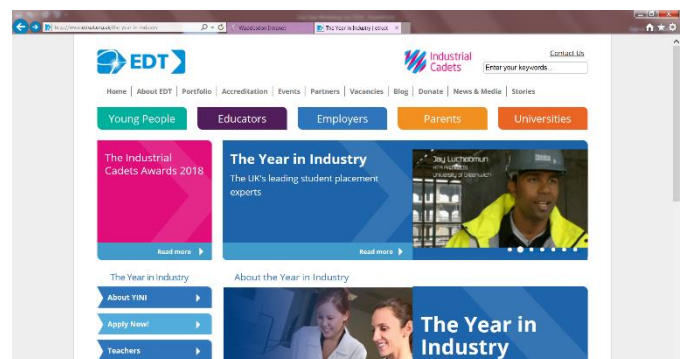 The Year in Industry | etrust
EDT
Industrial
Cadets
Contact Us
Enter your keywords...
Home | About EDT | Portfolio | Accreditation | Events | Partners | Vacancies | Blog | Donate | News & Media | Stories
Young People
Educators
Employers
Parents
Universities
The Industrial
Cadets Awards 2018
Read more
The Year in Industry
The UK's leading student placement
experts
Read more
Jay Luchoomun
University of Greenwich
The Year in Industry
About YINI
Apply Now!
Teachers
About the Year in Industry
The Year in
Industry